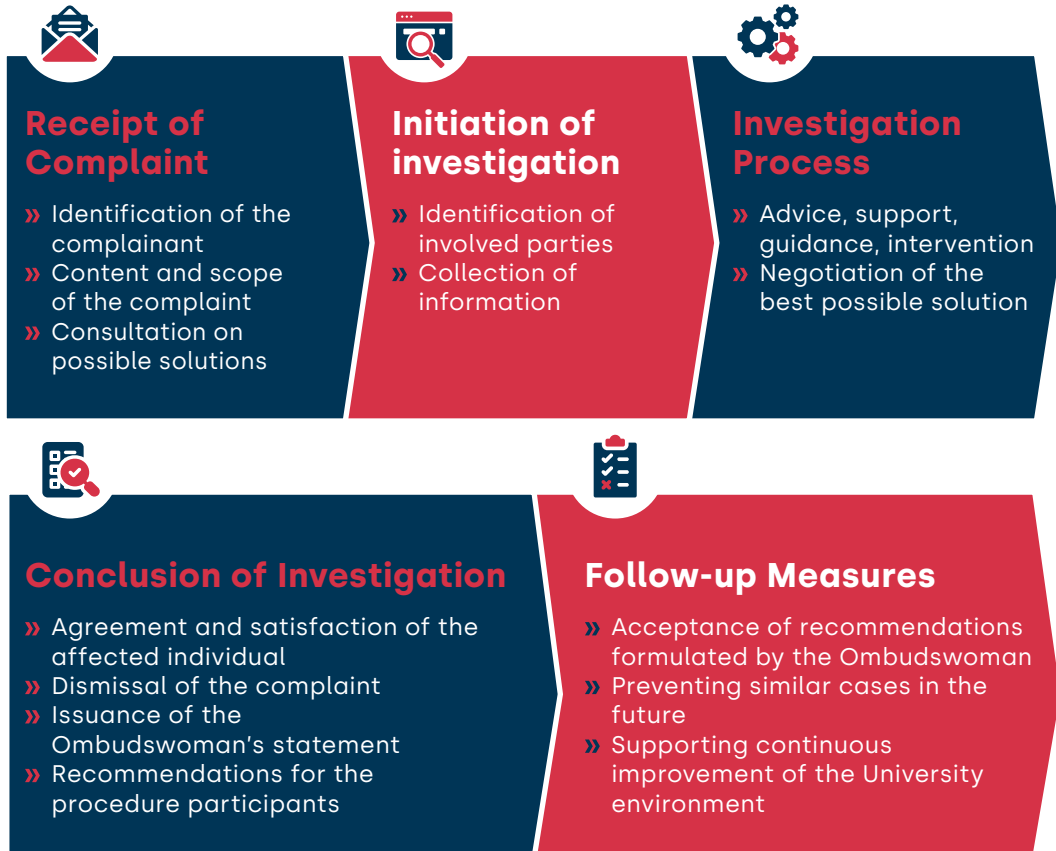 Receipt of
Complaint
» Identification of the
complainant
» Content and scope
of the complaint
» Consultation on
possible solutions
Initiation of
investigation
» Identification of
involved parties
» Collection of
information
Investigation
Process
» Advice, support,
guidance, intervention
» Negotiation of the
best possible solution
Conclusion of Investigation
» Agreement and satisfaction of the
affected individual
» Dismissal of the complaint
» Issuance of the
Ombudswoman's statement
» Recommendations for the
procedure participants
Follow-up Measures
» Acceptance of recommendations
formulated by the Ombudswoman
» Preventing similar cases in the
future
» Supporting continuous
improvement of the University
environment